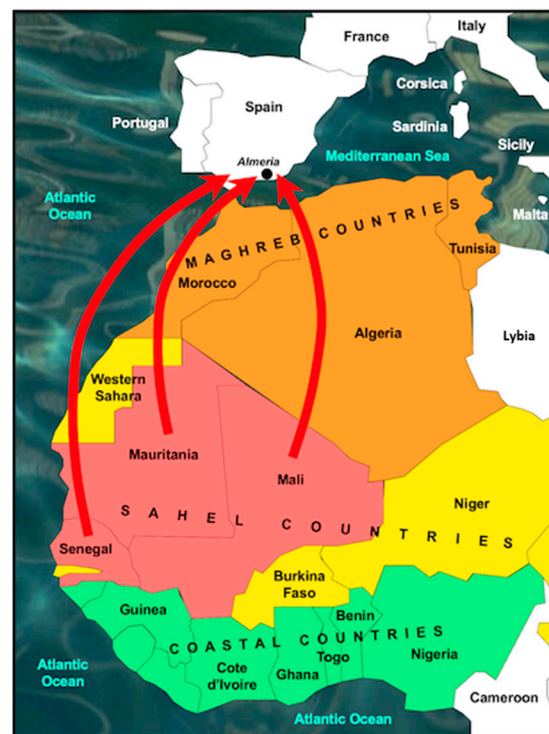 France
Italy
Corsica
Spain
Portugal
Sardinia
Almeria
Mediterranean Sea
Sicily
Atlantic
Ocean
Malta
MAGHREB COUNTRIES
Tunisia
Morocco
Algeria
Lybia
Western
Sahara
Mauritania
Mali
Niger
SAHEL COUNTRIES
Senegal
Burkina
Faso
Guinea
Benin
COASTAL COUNTRIES
Cote
d'Ivoire
Ghana
Togo
Nigeria
Atlantic
Ocean
Cameroon
Atlantic Ocean